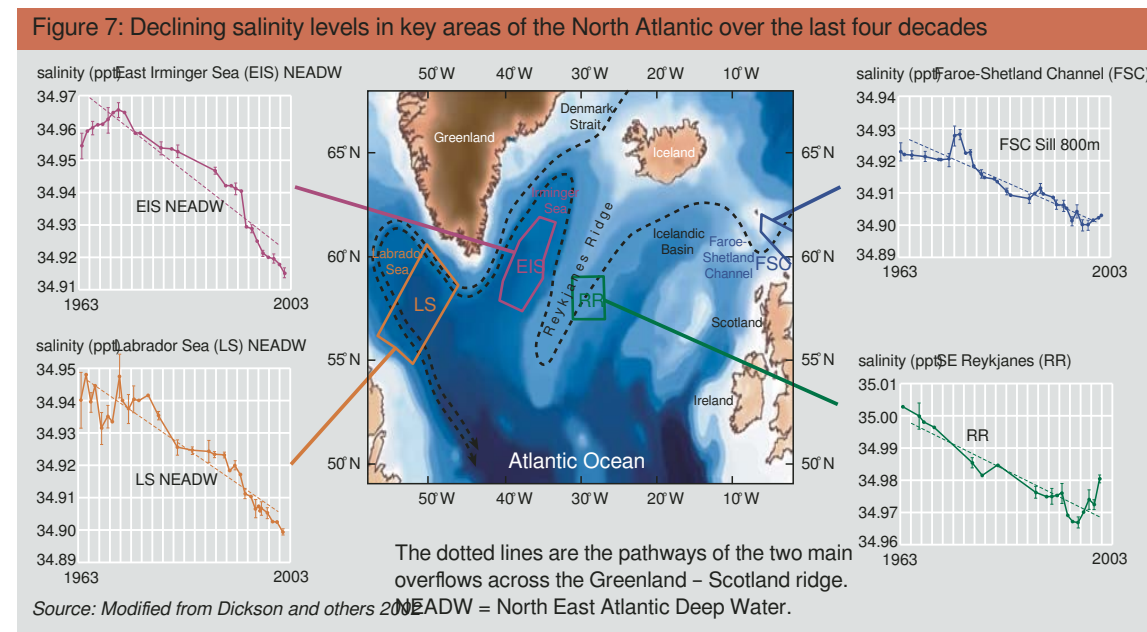 Figure 7: Declining salinity levels in key areas of the North Atlantic over the last four decades
salinity (ppt)
East Irminger Sea (EIS) NEADW
34.97
34.96
34.95
34.94
34.93
34.92
34.91
EIS NEADW
1963
2003
salinity (ppt)
Labrador Sea (LS) NEADW
34.95
34.94
34.93
34.92
34.91
34.90
34.89
LS NEADW
1963
2003
50°W
40°W
30°W
20°W
10°W
65°N
60°N
55°N
50°N
Greenland
Denmark
Strait
Iceland
Irminger
Sea
Labrador
Sea
LS
EIS
RR
Reykjanes Ridge
Icelandic
Basin
Faroe-
Shetland
Channel
FSC
Scotland
Ireland
Atlantic Ocean
65°N
60°N
55°N
50°N
50°W
40°W
30°W
20°W
10°W
salinity (ppt)
Faroe-Shetland Channel (FSC)
34.94
34.93
34.92
34.91
34.90
34.89
FSC Sill 800m
1963
2003
salinity (ppt)
SE Reykjanes (RR)
35.01
35.00
34.99
34.98
34.97
34.96
RR
1963
2003
The dotted lines are the pathways of the two main
overflows across the Greenland – Scotland ridge.
NEADW = North East Atlantic Deep Water.
Source: Modified from Dickson and others 2002